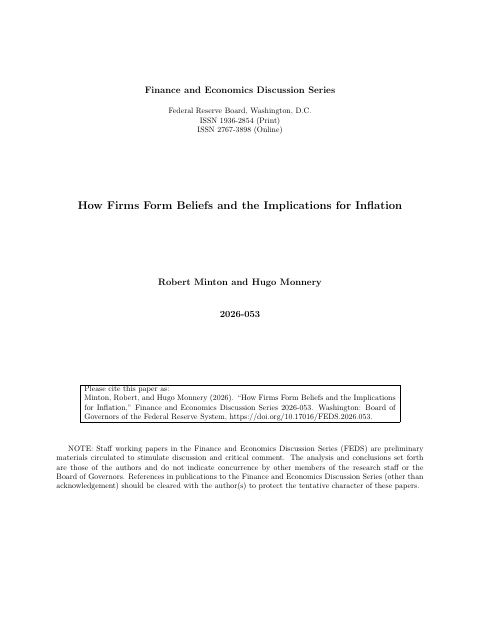 Finance and Economics Discussion Series
Federal Reserve Board, Washington, D.C.
ISSN 1936-2854 (Print)
ISSN 2767-3898 (Online)
How Firms Form Beliefs and the Implications for Inflation
Robert Minton and Hugo Monnery
2026-053
Please cite this paper as:
Minton, Robert, and Hugo Monnery (2026). “How Firms Form Beliefs and the Implications
for Inflation,” Finance and Economics Discussion Series 2026-053. Washington: Board of
Governors of the Federal Reserve System, https://doi.org/10.17016/FEDS.2026.053.
NOTE: Staff working papers in the Finance and Economics Discussion Series (FEDS) are preliminary
materials circulated to stimulate discussion and critical comment. The analysis and conclusions set forth
are those of the authors and do not indicate concurrence by other members of the research staff or the
Board of Governors. References in publications to the Finance and Economics Discussion Series (other than
acknowledgement) should be cleared with the author(s) to protect the tentative character of these papers.